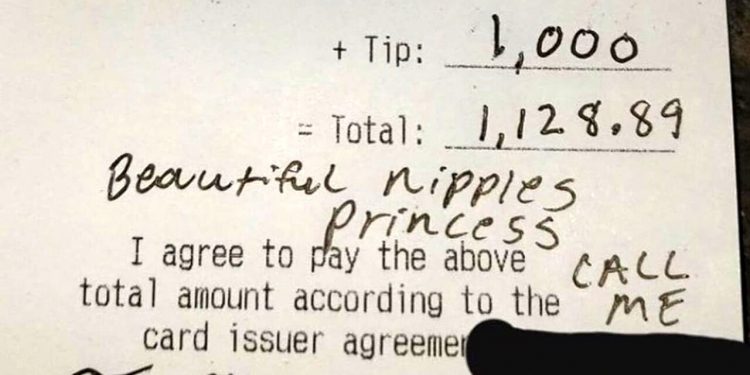 + Tip: 1,000
= Total: 1,128.89
Beautiful nipples
princess
I agree to pay the above
CALL
total amount according to the
ME
card issuer agreemen